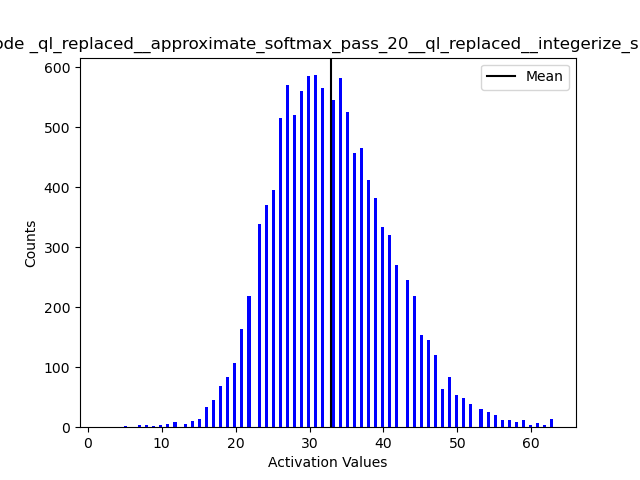 _ql_replaced__approximate_softmax_pass_20__ql_replaced__integerize_s
Mean
Counts
600
500
400
300
200
100
0
0 10 20 30 40 50 60
Activation Values